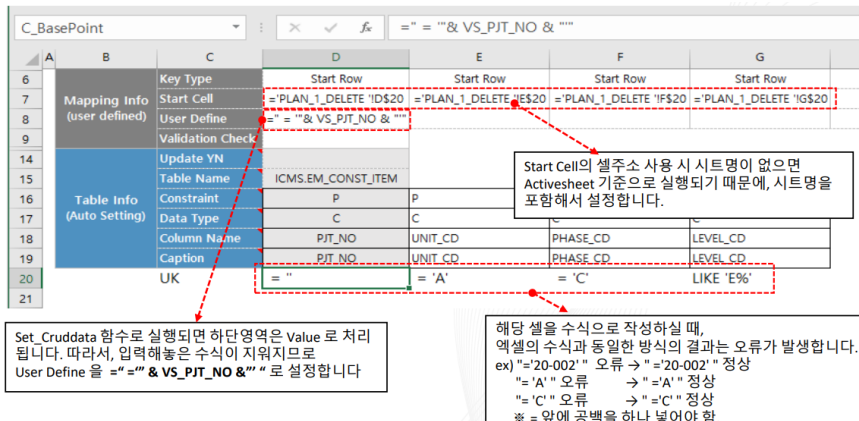 C_BasePoint
=" = '"& VS_PJT_NO & "'"
A B C D E F G
6 Key Type Start Row Start Row Start Row Start Row
7 Mapping Info Start Cell ='PLAN_1_DELETE '!D$20 ='PLAN_1_DELETE '!E$20 ='PLAN_1_DELETE '!F$20 ='PLAN_1_DELETE '!G$20
8 (user defined) User Define =" = '"& VS_PJT_NO & "'"
9 Validation Check
14 Update YN
15 Table Name ICMS.EM_CONST_ITEM
16 Table Info Constraint P P
17 (Auto Setting) Data Type C C
18 Column Name PJT_NO UNIT_CD PHASE_CD LEVEL_CD
19 Caption PJT_NO UNIT_CD PHASE_CD LEVEL_CD
20 UK = '' = 'A' = 'C' LIKE 'E%'
21
Start Cell의 셀주소 사용 시 시트명이 없으면
Activesheet 기준으로 실행되기 때문에, 시트명을
포함해서 설정합니다.
Set_Cruddata 함수로 실행되면 하단영역은 Value 로 처리
됩니다. 따라서, 입력해놓은 수식이 지워지므로
User Define 을 =“ =’” & VS_PJT_NO &”’ “ 로 설정합니다
해당 셀을 수식으로 작성하실 때,
엑셀의 수식과 동일한 방식의 결과는 오류가 발생합니다.
ex) "='20-002' " 오류 → " ='20-002' " 정상
"= 'A' " 오류 → " ='A' " 정상
"= 'C' " 오류 → " ='C' " 정상
※ = 앞에 공백을 하나 넣어야 함